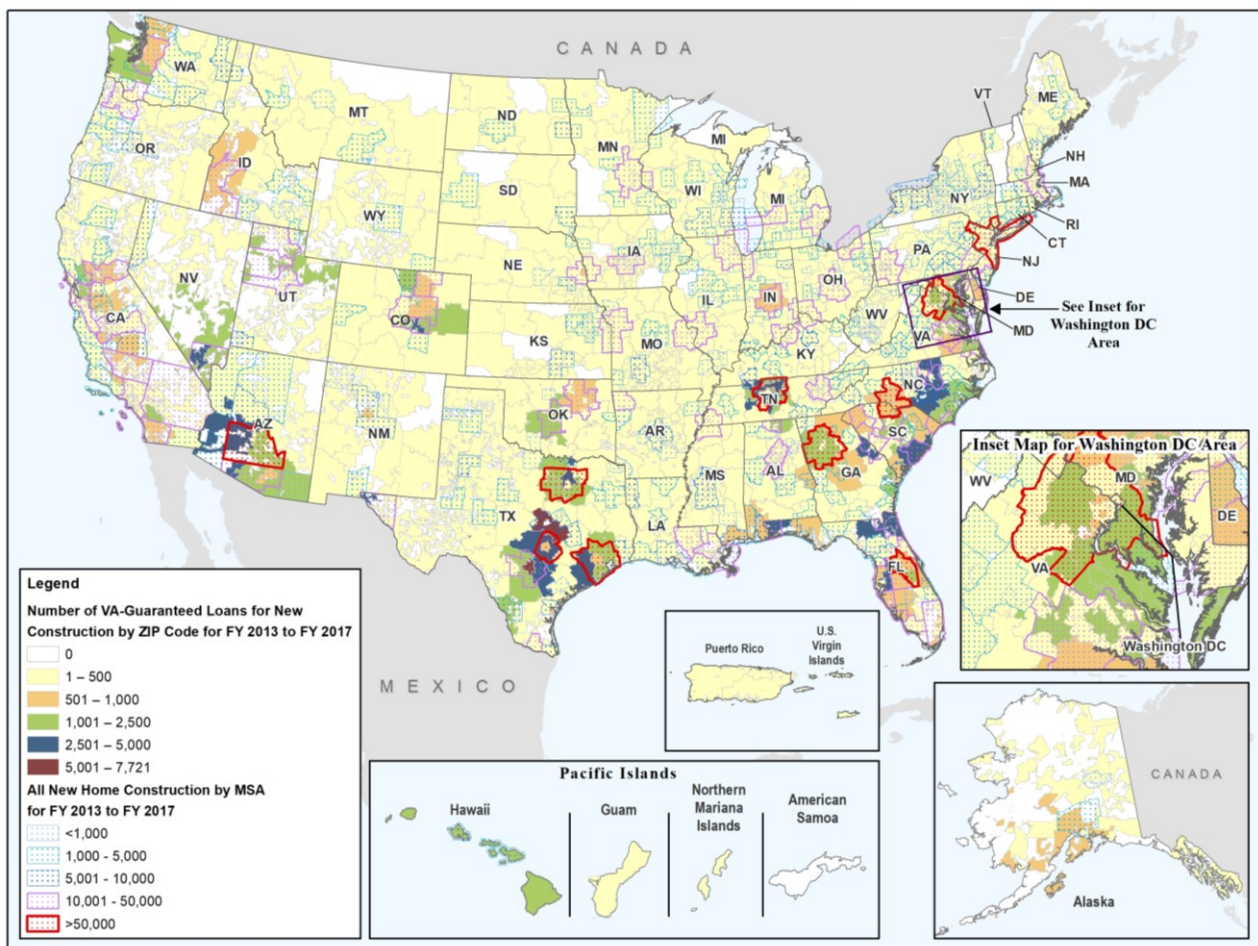 CANADA
WA
MT
ND
MN
MI
VT
ME
OR
ID
SD
WI
MI
NY
NH
MA
RI
CT
WY
IA
PA
NJ
NV
UT
NE
IL
IN
OH
DE
MD
See Inset for
Washington DC
Area
CA
CO
KS
MO
KY
WV
VA
AZ
NM
OK
AR
TN
NC
SC
TX
LA
MS
AL
GA
FL
MEXICO
Inset Map for Washington DC Area
WV
MD
DE
VA
Washington DC
Legend
Number of VA-Guaranteed Loans for New
Construction by ZIP Code for FY 2013 to FY 2017
0
1 – 500
501 – 1,000
1,001 – 2,500
2,501 – 5,000
5,001 – 7,721
All New Home Construction by MSA
for FY 2013 to FY 2017
<1,000
1,000 - 5,000
5,001 - 10,000
10,001 - 50,000
>50,000
Puerto Rico
U.S.
Virgin
Islands
Pacific Islands
Hawaii
Guam
Northern
Mariana
Islands
American
Samoa
CANADA
Alaska